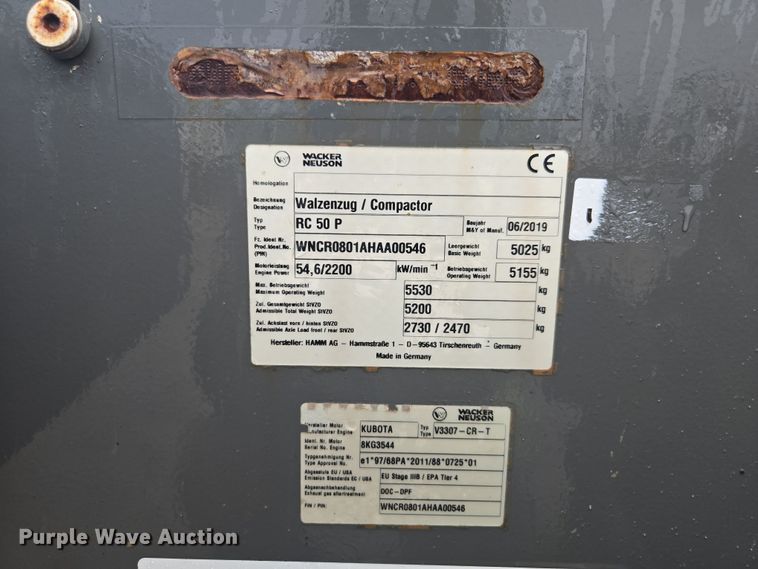 WACKER
NEUSON
CE
Homologation
Bezeichnung
Designation
Walzenzug / Compactor
Typ
Type
RC 50 P
Baujahr
M&Y of Manuf.
06/2019
Fz. Ident Nr.
Prod.Ident.No.
(PIN)
WNCR0801AHAA00546
Leergewicht
Basic Weight
5025 kg
Motorleistung
Engine Power
54,6/2200
kW/min⁻¹
Betriebsgewicht
Operating Weight
5155 kg
Max. Betriebsgewicht
Maximum Operating Weight
5530 kg
Zul. Gesamtgewicht StVZO
Admissible Total Weight StVZO
5200 kg
Zul. Achslast vorn / hinten StVZO
Admissible Axle Load front / rear StVZO
2730 / 2470 kg
Hersteller: HAMM AG - Hammstraße 1 - D-95643 Tirschenreuth - Germany
Made in Germany
WACKER
NEUSON
Hersteller Motor
Manufacturer Engine
KUBOTA
Typ
Type
V3307-CR-T
Ident. Nr. Motor
Serial No. Engine
8KG3544
Typgenehmigung Nr.
Type Approval No.
e1*97/68PA*2011/88*0725*01
Abgasstufe EU / USA
Emission Standards EC / USA
EU Stage IIIB / EPA Tier 4
Abgasnachbehandlung
Exhaust gas aftertreatment
DOC-DPF
FIN / PIN:
WNCR0801AHAA00546
Purple Wave Auction